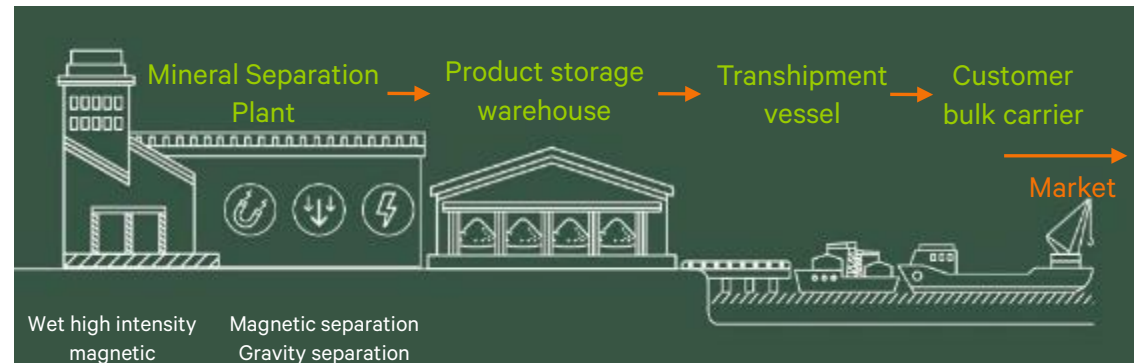 Mineral Separation
Plant
Product storage
warehouse
Transhipment
vessel
Customer
bulk carrier
Market
Wet high intensity
magnetic
Magnetic separation
Gravity separation